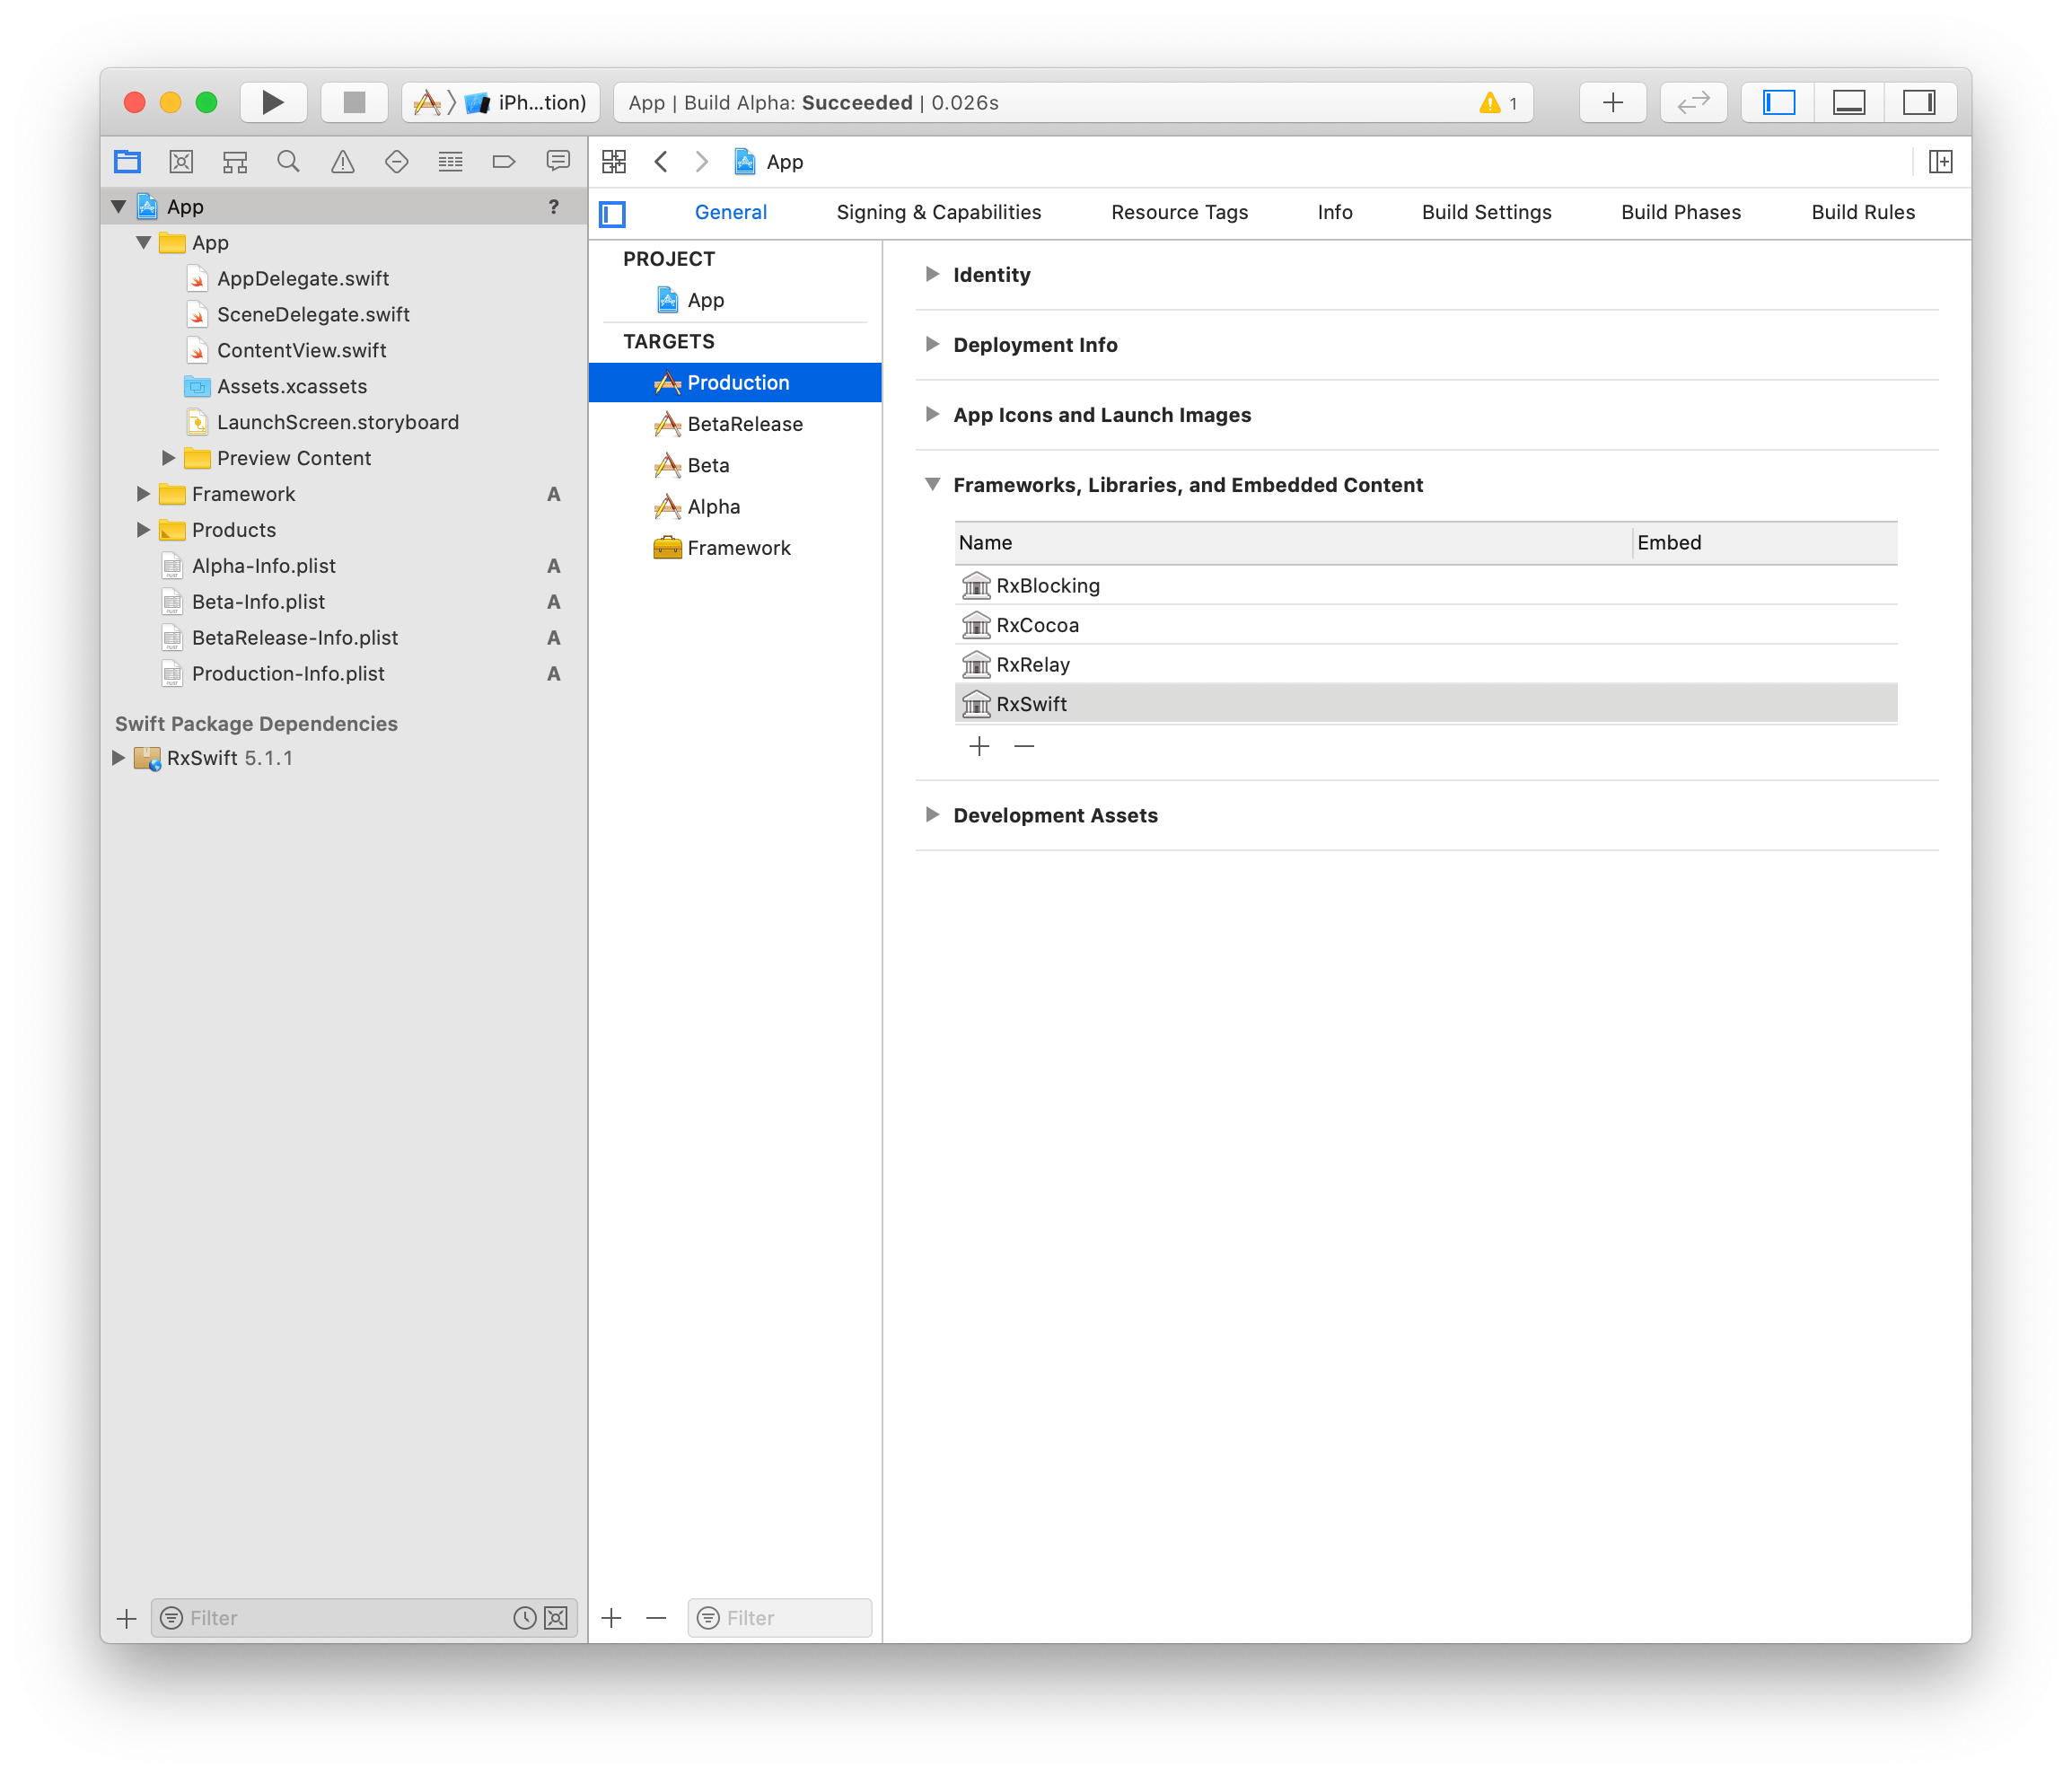 iPh...tion)
App | Build Alpha: Succeeded | 0.026s
1
App
General
Signing & Capabilities
Resource Tags
Info
Build Settings
Build Phases
Build Rules
App ?
App
AppDelegate.swift
SceneDelegate.swift
ContentView.swift
Assets.xcassets
LaunchScreen.storyboard
Preview Content
Framework A
Products
Alpha-Info.plist A
Beta-Info.plist A
BetaRelease-Info.plist A
Production-Info.plist A
Swift Package Dependencies
RxSwift 5.1.1
Filter
PROJECT
App
TARGETS
Production
BetaRelease
Beta
Alpha
Framework
Filter
Identity
Deployment Info
App Icons and Launch Images
Frameworks, Libraries, and Embedded Content
Name Embed
RxBlocking
RxCocoa
RxRelay
RxSwift
Development Assets